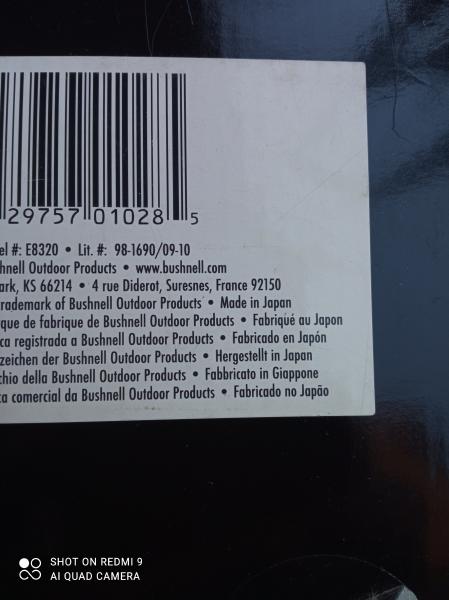 29757 01028 5
el #: E8320 • Lit. #: 98-1690/09-10
hnell Outdoor Products • www.bushnell.com
ark, KS 66214 • 4 rue Diderot, Suresnes, France 92150
trademark of Bushnell Outdoor Products • Made in Japan
rque de fabrique de Bushnell Outdoor Products • Fabriqué au Japon
ca registrada a Bushnell Outdoor Products • Fabricado en Japón
zeichen der Bushnell Outdoor Products • Hergestellt in Japan
chio della Bushnell Outdoor Products • Fabbricato in Giappone
ca comercial da Bushnell Outdoor Products • Fabricado no Japão
SHOT ON REDMI 9
AI QUAD CAMERA